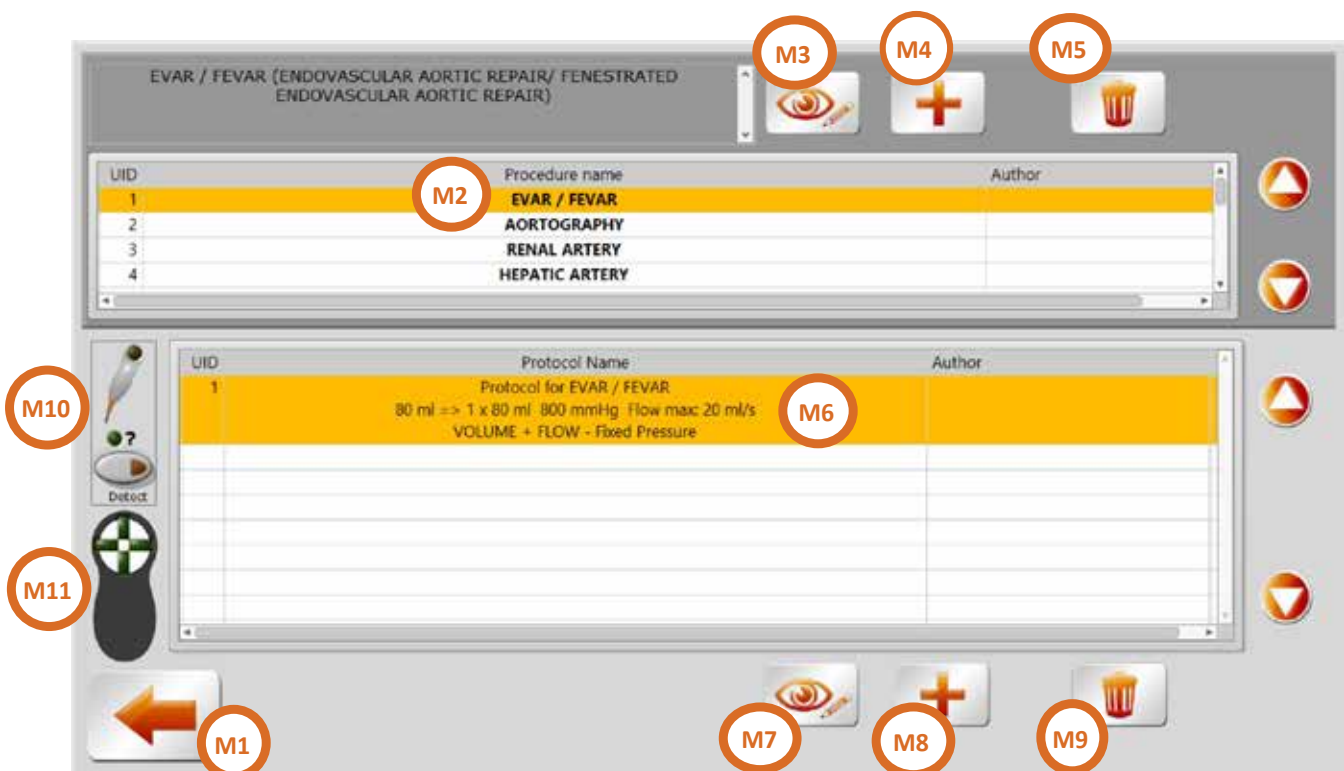 M3
M4
M5
EVAR / FEVAR (ENDOVASCULAR AORTIC REPAIR/ FENESTRATED
ENDOVASCULAR AORTIC REPAIR)
UID Procedure name Author
M2
1 EVAR / FEVAR
2 AORTOGRAPHY
3 RENAL ARTERY
4 HEPATIC ARTERY
UID Protocol Name Author
1 Protocol for EVAR / FEVAR
80 ml => 1 x 80 ml 800 mmHg Flow max: 20 ml/s
VOLUME + FLOW - Fixed Pressure
M6
M10
?
Detect
M11
M1
M7
M8
M9